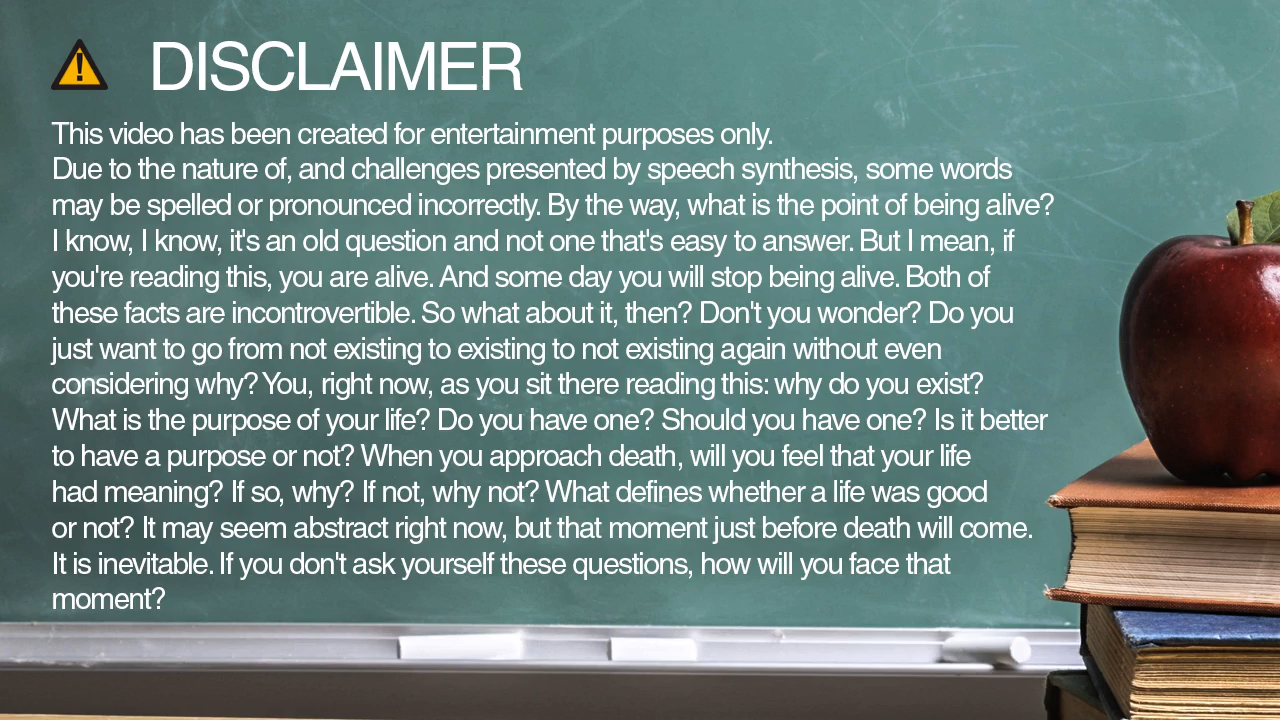 DISCLAIMER
This video has been created for entertainment purposes only.
Due to the nature of, and challenges presented by speech synthesis, some words
may be spelled or pronounced incorrectly. By the way, what is the point of being alive?
I know, I know, it's an old question and not one that's easy to answer. But I mean, if
you're reading this, you are alive. And some day you will stop being alive. Both of
these facts are incontrovertible. So what about it, then? Don't you wonder? Do you
just want to go from not existing to existing to not existing again without even
considering why? You, right now, as you sit there reading this: why do you exist?
What is the purpose of your life? Do you have one? Should you have one? Is it better
to have a purpose or not? When you approach death, will you feel that your life
had meaning? If so, why? If not, why not? What defines whether a life was good
or not? It may seem abstract right now, but that moment just before death will come.
It is inevitable. If you don't ask yourself these questions, how will you face that
moment?